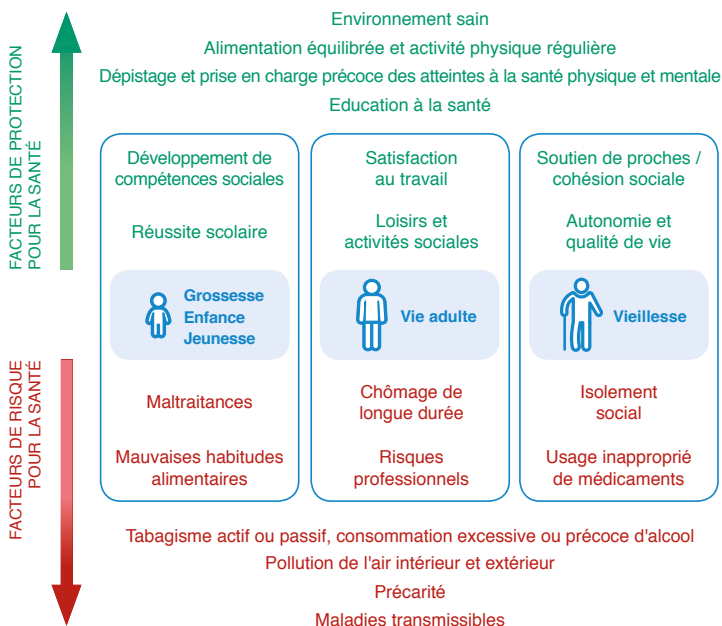 Environnement sain
Alimentation équilibrée et activité physique régulière
Dépistage et prise en charge précoce des atteintes à la santé physique et mentale
Education à la santé
FACTEURS DE PROTECTION
POUR LA SANTÉ
Développement de
compétences sociales
Réussite scolaire
Grossesse
Enfance
Jeunesse
Maltraitances
Mauvaises habitudes
alimentaires
Satisfaction
au travail
Loisirs et
activités sociales
Vie adulte
Chômage de
longue durée
Risques
professionnels
Soutien de proches /
cohésion sociale
Autonomie et
qualité de vie
Vieillesse
Isolement
social
Usage inapproprié
de médicaments
FACTEURS DE RISQUE
POUR LA SANTÉ
Tabagisme actif ou passif, consommation excessive ou précoce d'alcool
Pollution de l'air intérieur et extérieur
Précarité
Maladies transmissibles